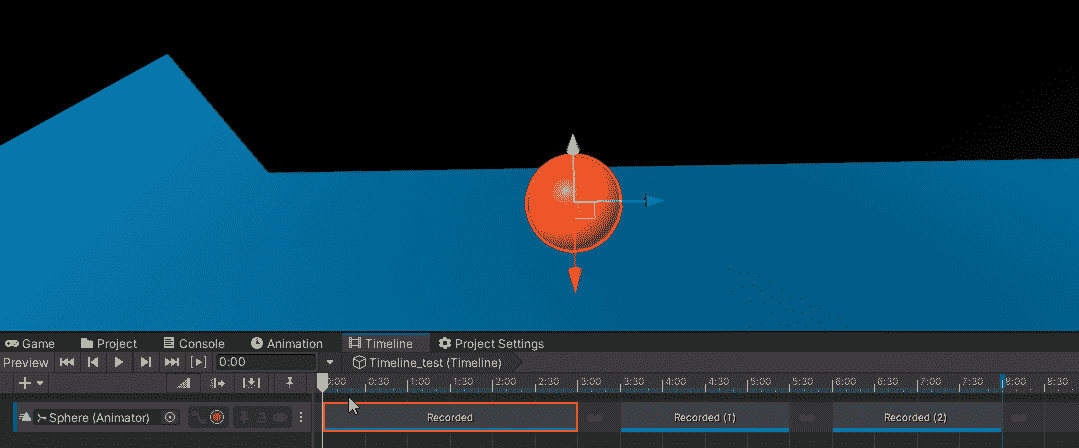 Game Project Console Animation Timeline Project Settings
Preview 0:00 Timeline_test (Timeline)
0:00 0:30 1:00 1:30 2:00 2:30 3:00 3:30 4:00 4:30 5:00 5:30 6:00 6:30 7:00 7:30 8:00 8:30
Sphere (Animator) Recorded Recorded (1) Recorded (2)